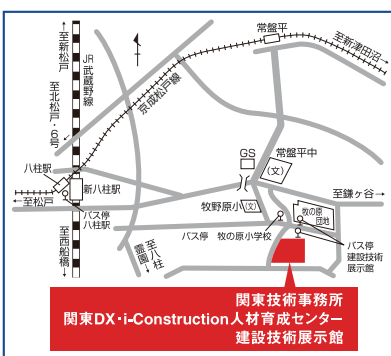 至新松戸
JR武蔵野線
至北松戸・6号
京成松戸線
常盤平
至新津田沼
八柱駅
新八柱駅
至松戸
バス停
八柱駅
至西船橋
至八柱
霊園
GS
(文)
常盤平中
牧野原小
(文)
バス停
牧の原小学校
牧の原
団地
至鎌ヶ谷
バス停
建設技術
展示館
関東技術事務所
関東DX・i-Construction人材育成センター
建設技術展示館